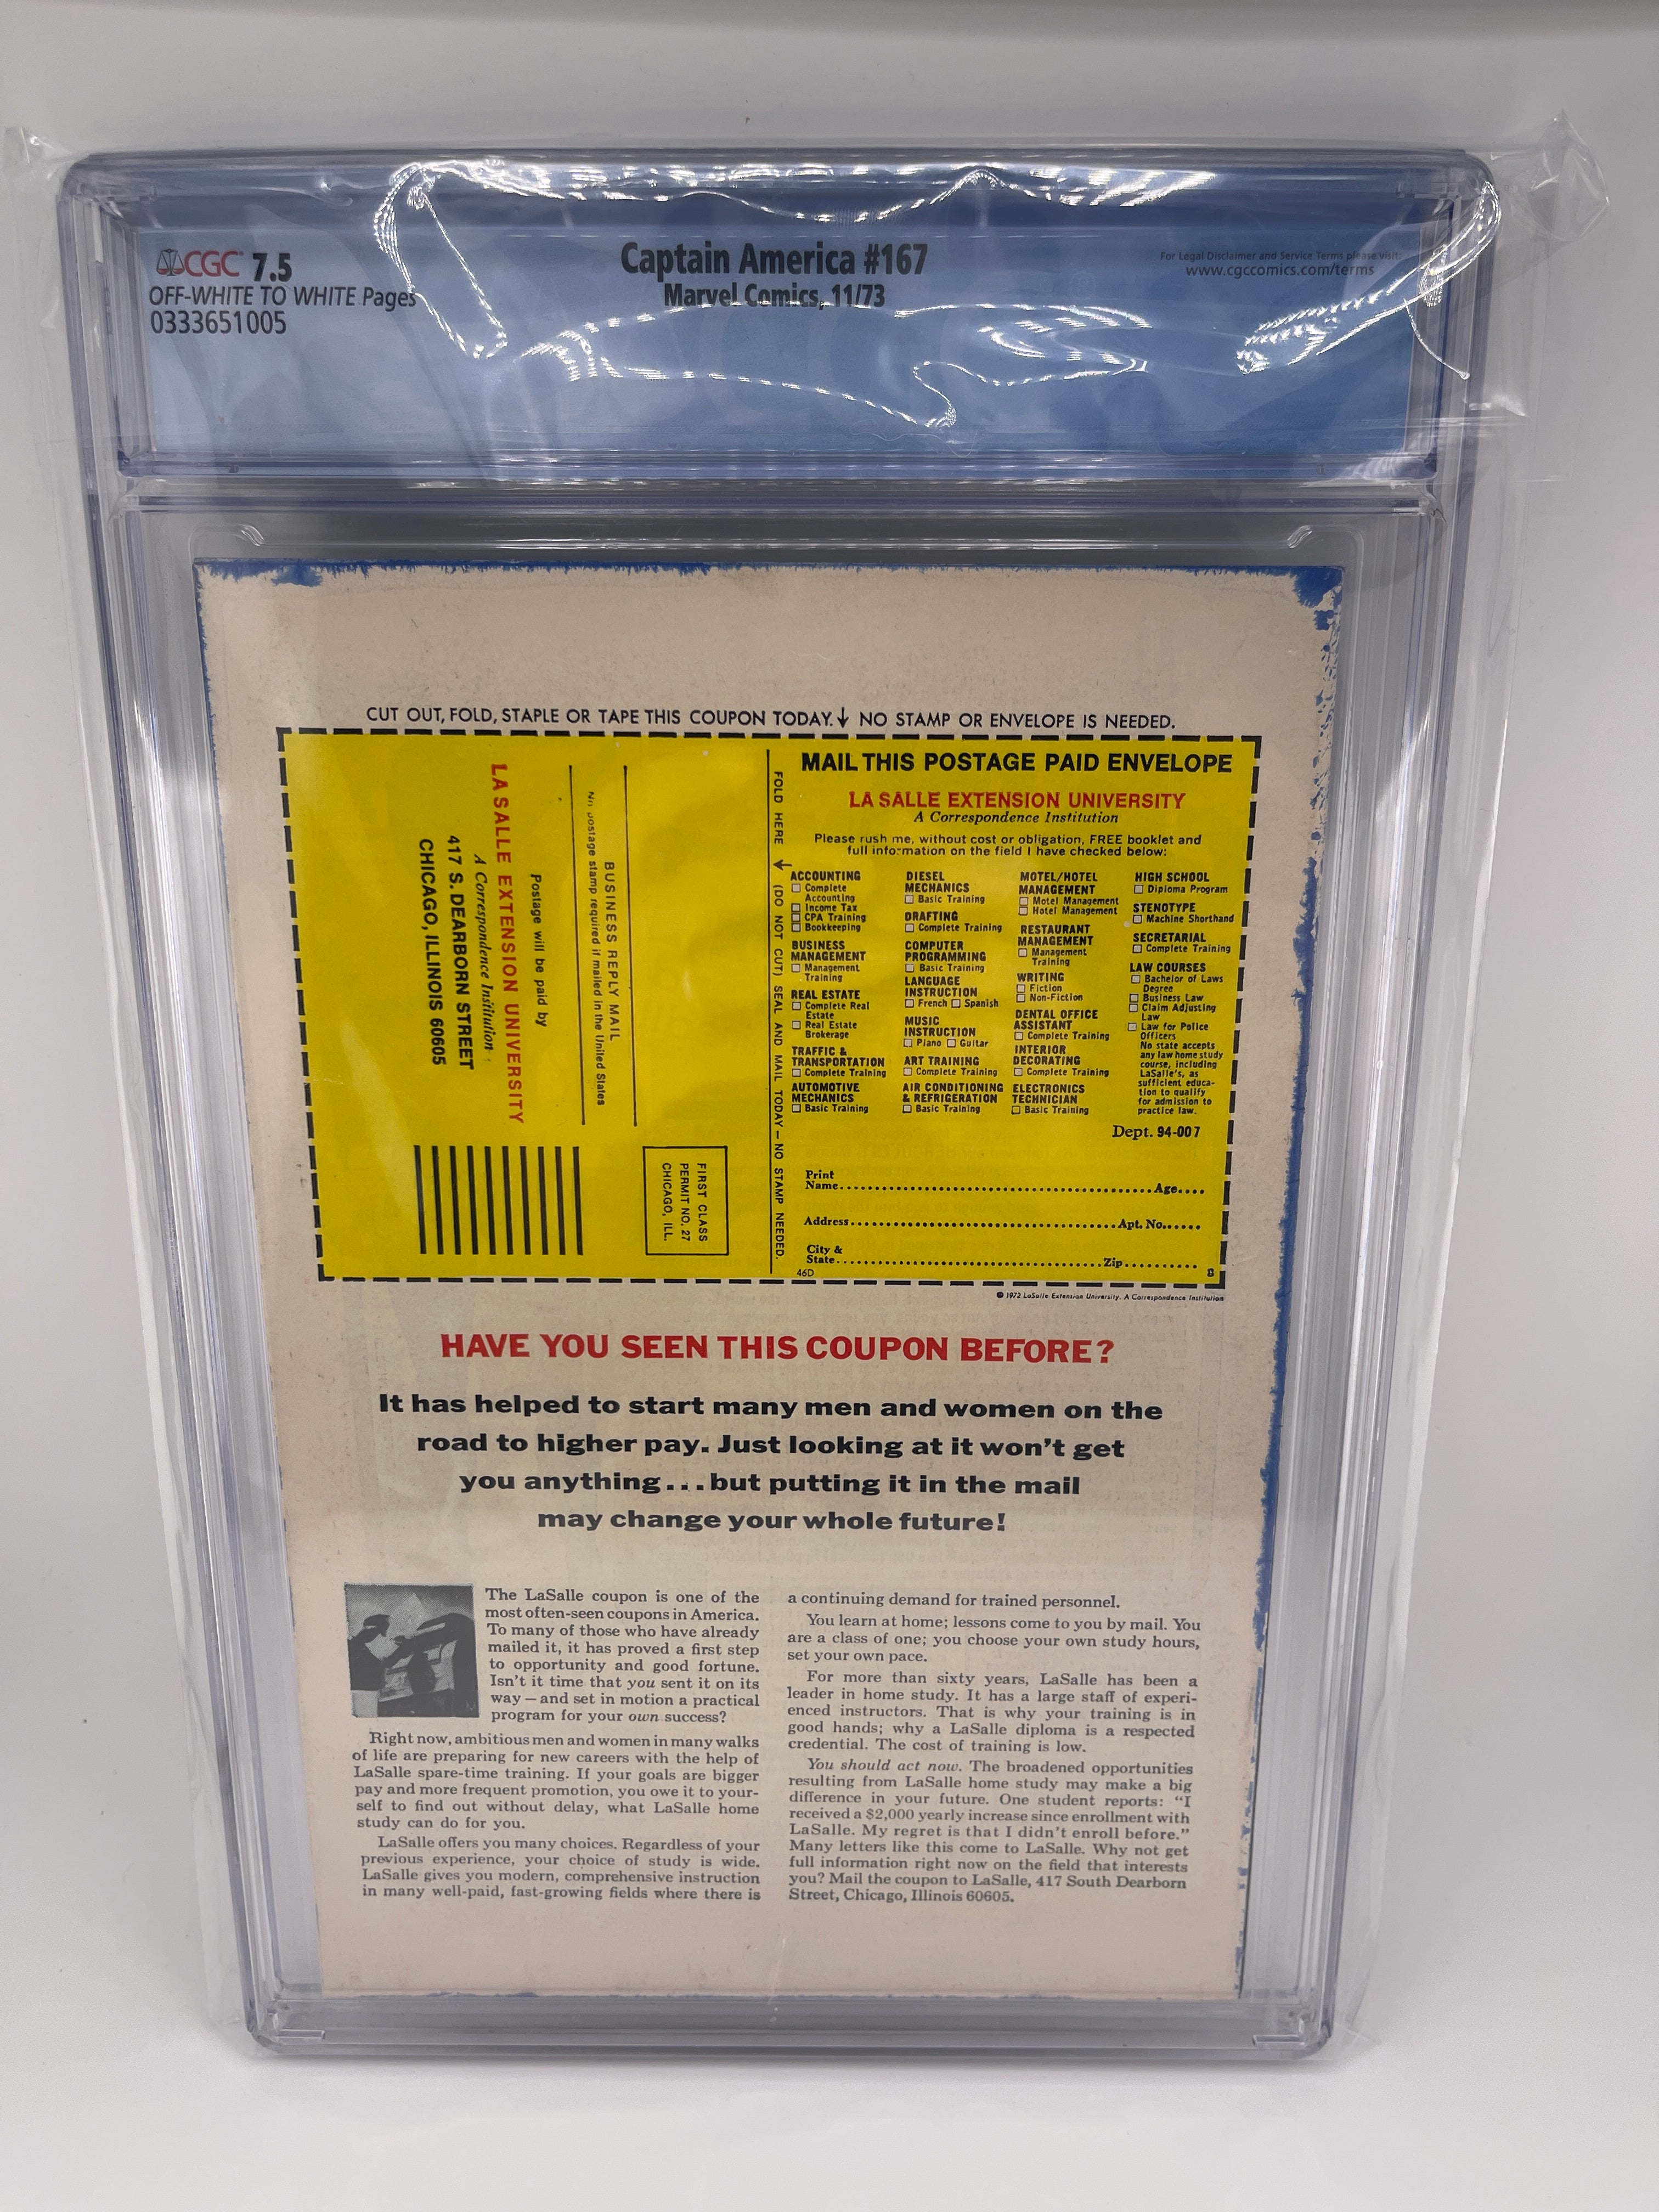 CGC 7.5
OFF-WHITE TO WHITE Pages
0333651005
Captain America #167
Marvel Comics, 11/73
For Legal Disclaimer and Service Terms please visit:
www.cgccomics.com/terms
CUT OUT, FOLD, STAPLE OR TAPE THIS COUPON TODAY.↓ NO STAMP OR ENVELOPE IS NEEDED.
FIRST CLASS
PERMIT NO. 27
CHICAGO, ILL.
BUSINESS REPLY MAIL
No postage stamp required if mailed in the United States
Postage will be paid by
LA SALLE EXTENSION UNIVERSITY
A Correspondence Institution
417 S. DEARBORN STREET
CHICAGO, ILLINOIS 60605
FOLD HERE → (DO NOT CUT) SEAL AND MAIL TODAY — NO STAMP NEEDED.
MAIL THIS POSTAGE PAID ENVELOPE
LA SALLE EXTENSION UNIVERSITY
A Correspondence Institution
Please rush me, without cost or obligation, FREE booklet and
full information on the field I have checked below:
ACCOUNTING
☐ Complete
Accounting
☐ Income Tax
☐ CPA Training
☐ Bookkeeping
BUSINESS
MANAGEMENT
☐ Management
Training
REAL ESTATE
☐ Complete Real
Estate
☐ Real Estate
Brokerage
TRAFFIC &
TRANSPORTATION
☐ Complete Training
AUTOMOTIVE
MECHANICS
☐ Basic Training
DIESEL
MECHANICS
☐ Basic Training
DRAFTING
☐ Complete Training
COMPUTER
PROGRAMMING
☐ Basic Training
LANGUAGE
INSTRUCTION
☐ French ☐ Spanish
MUSIC
INSTRUCTION
☐ Piano ☐ Guitar
ART TRAINING
☐ Complete Training
AIR CONDITIONING
& REFRIGERATION
☐ Basic Training
MOTEL/HOTEL
MANAGEMENT
☐ Motel Management
☐ Hotel Management
RESTAURANT
MANAGEMENT
☐ Management
Training
WRITING
☐ Fiction
☐ Non-Fiction
DENTAL OFFICE
ASSISTANT
☐ Complete Training
INTERIOR
DECORATING
☐ Complete Training
ELECTRONICS
TECHNICIAN
☐ Basic Training
HIGH SCHOOL
☐ Diploma Program
STENOTYPE
☐ Machine Shorthand
SECRETARIAL
☐ Complete Training
LAW COURSES
☐ Bachelor of Laws
Degree
☐ Business Law
☐ Claim Adjusting
Law
☐ Law for Police
Officers
No state accepts
any law home study
course, including
LaSalle's, as
sufficient educa-
tion to qualify
for admission to
practice law.
Dept. 94-007
Print
Name........Age....
Address........Apt. No......
City &
State........Zip........
46D 8
© 1972 LaSalle Extension University. A Correspondence Institution
HAVE YOU SEEN THIS COUPON BEFORE?
It has helped to start many men and women on the
road to higher pay. Just looking at it won't get
you anything...but putting it in the mail
may change your whole future!
The LaSalle coupon is one of the
most often-seen coupons in America.
To many of those who have already
mailed it, it has proved a first step
to opportunity and good fortune.
Isn't it time that you sent it on its
way — and set in motion a practical
program for your own success?
Right now, ambitious men and women in many walks
of life are preparing for new careers with the help of
LaSalle spare-time training. If your goals are bigger
pay and more frequent promotion, you owe it to your-
self to find out without delay, what LaSalle home
study can do for you.
LaSalle offers you many choices. Regardless of your
previous experience, your choice of study is wide.
LaSalle gives you modern, comprehensive instruction
in many well-paid, fast-growing fields where there is
a continuing demand for trained personnel.
You learn at home; lessons come to you by mail. You
are a class of one; you choose your own study hours,
set your own pace.
For more than sixty years, LaSalle has been a
leader in home study. It has a large staff of experi-
enced instructors. That is why your training is in
good hands; why a LaSalle diploma is a respected
credential. The cost of training is low.
You should act now. The broadened opportunities
resulting from LaSalle home study may make a big
difference in your future. One student reports: “I
received a $2,000 yearly increase since enrollment with
LaSalle. My regret is that I didn't enroll before.”
Many letters like this come to LaSalle. Why not get
full information right now on the field that interests
you? Mail the coupon to LaSalle, 417 South Dearborn
Street, Chicago, Illinois 60605.